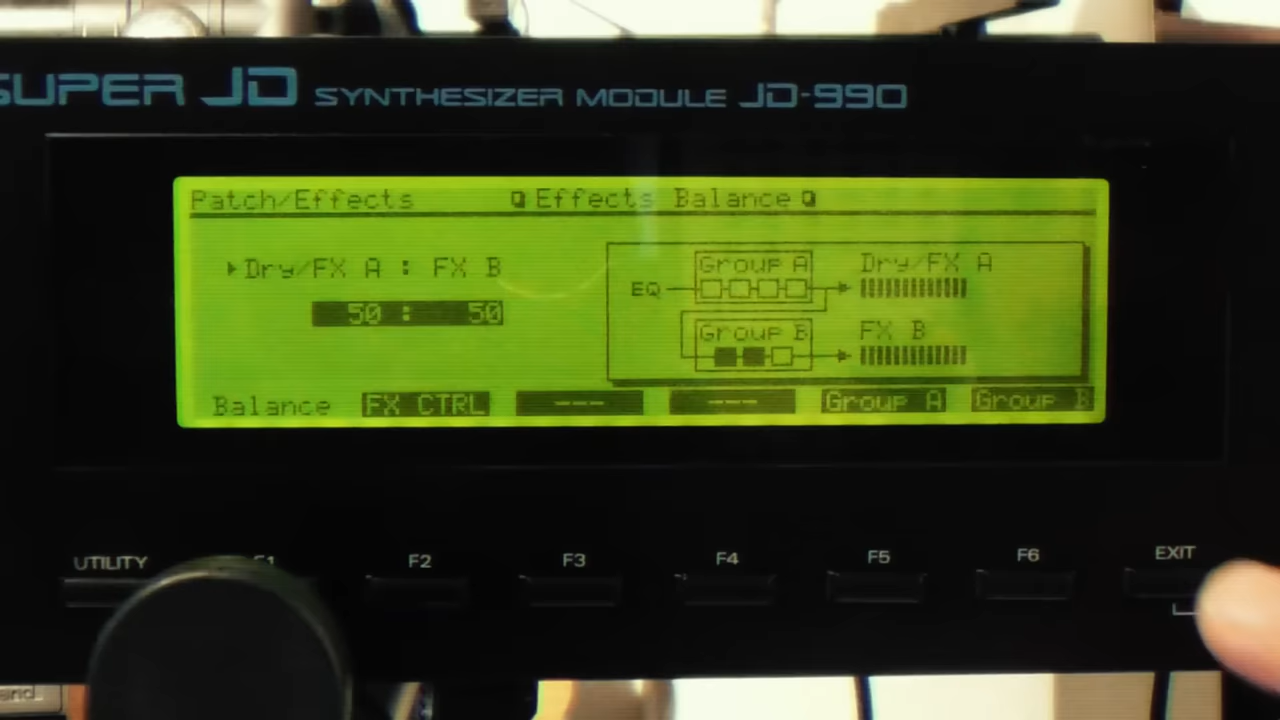 SUPER JD SYNTHESIZER MODULE JD-990
Patch/Effects Effects Balance
Dry/FX A : FX B
50 : 50
Group A
EQ
Dry/FX A
Group B
FX B
Balance FX CTRL --- --- Group A Group B
UTILITY F1 F2 F3 F4 F5 F6 EXIT